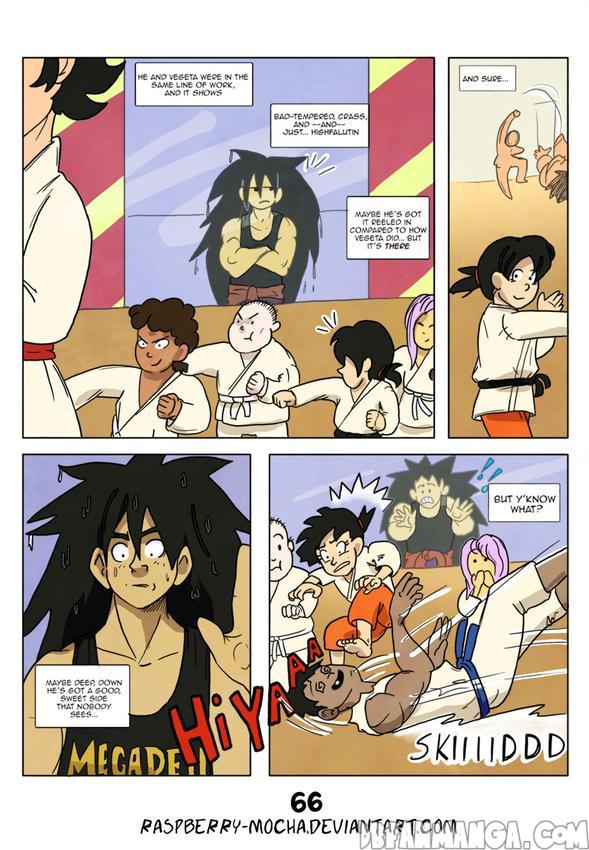 HE AND VEGETA WERE IN THE
SAME LINE OF WORK,
AND IT SHOWS
BAD-TEMPERED, CRASS,
AND --AND--
JUST... HIGHFALUTIN
MAYBE HE'S GOT
IT REELED IN
COMPARED TO HOW
VEGETA DID... BUT
IT'S THERE
AND SURE...
MAYBE DEEP, DOWN
HE'S GOT A GOOD,
SWEET SIDE
THAT NOBODY
SEES...
MEGADE
BUT Y'KNOW
WHAT?
HiYAAAA
SKIIIIDDD
66
RASPBERRY-MOCHA.DEVIANTART.COM
DBFANMANGA.COM